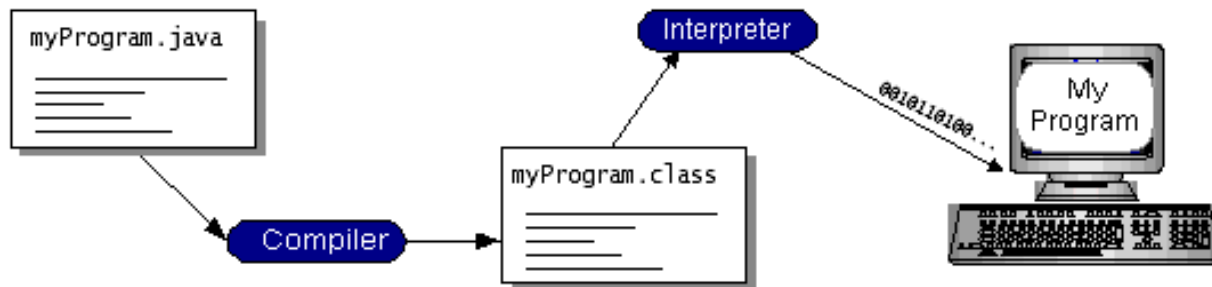 myProgram.java
Compiler
myProgram.class
Interpreter
0010110100...
My
Program